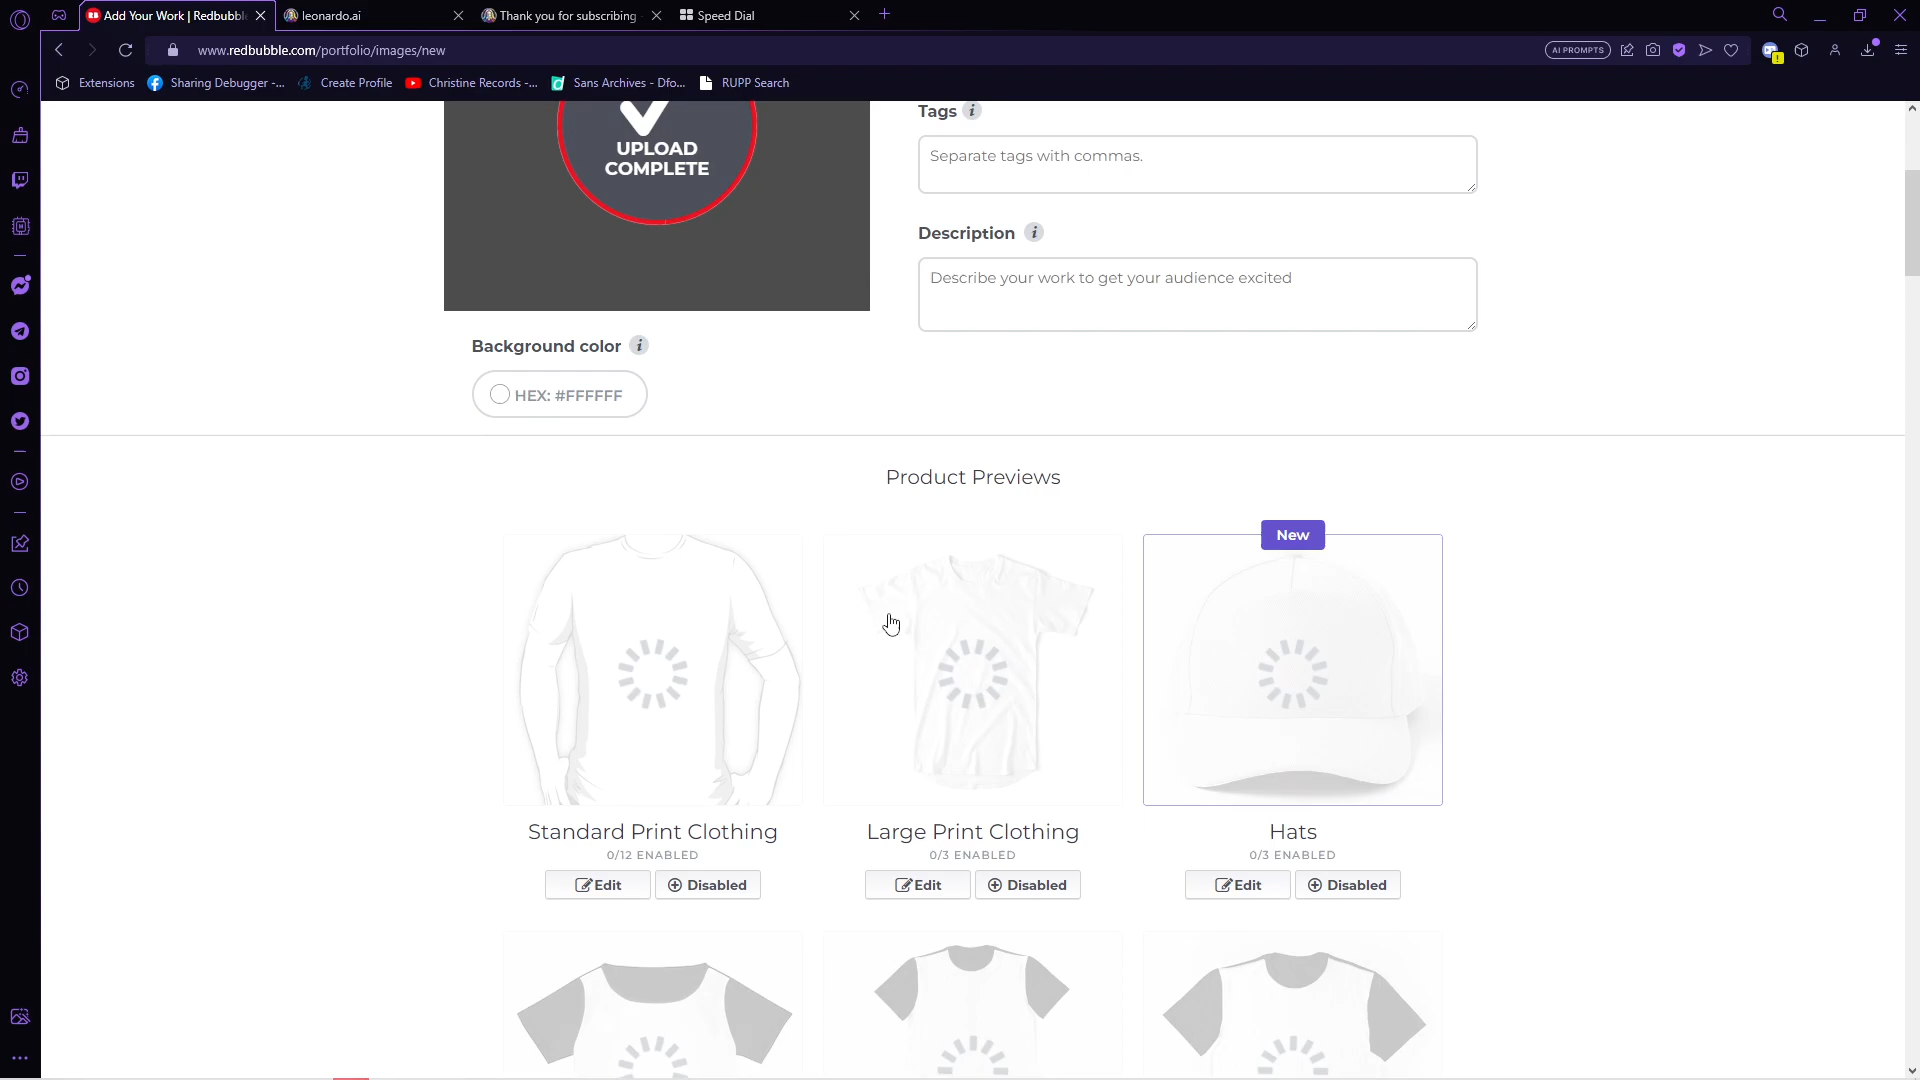 Add Your Work | Redbubble
leonardo.ai
Thank you for subscribing
Speed Dial
www.redbubble.com/portfolio/images/new
AI PROMPTS
Extensions
Sharing Debugger -...
Create Profile
Christine Records -...
Sans Archives - Dfo...
RUPP Search
UPLOAD
COMPLETE
Tags
Separate tags with commas.
Description
Describe your work to get your audience excited
Background color
HEX: #FFFFFF
Product Previews
New
Standard Print Clothing
0/12 ENABLED
Edit
Disabled
Large Print Clothing
0/3 ENABLED
Edit
Disabled
Hats
0/3 ENABLED
Edit
Disabled